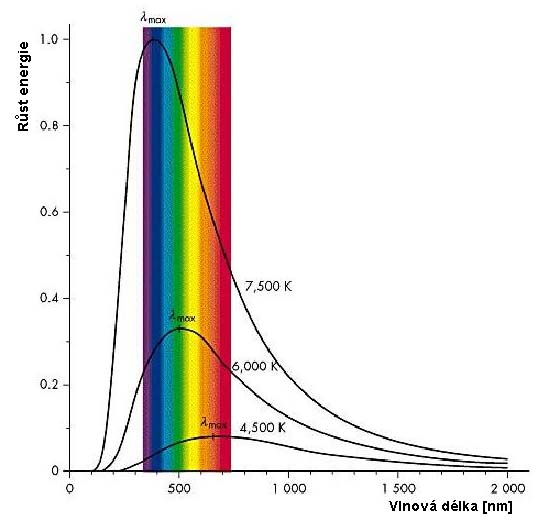 λmax
Růst energie
1.0
0.8
0.6
0.4
0.2
0
7,500 K
λmax
6,000 K
λmax
4,500 K
0
500
1 000
1 500
2 000
Vlnová délka [nm]